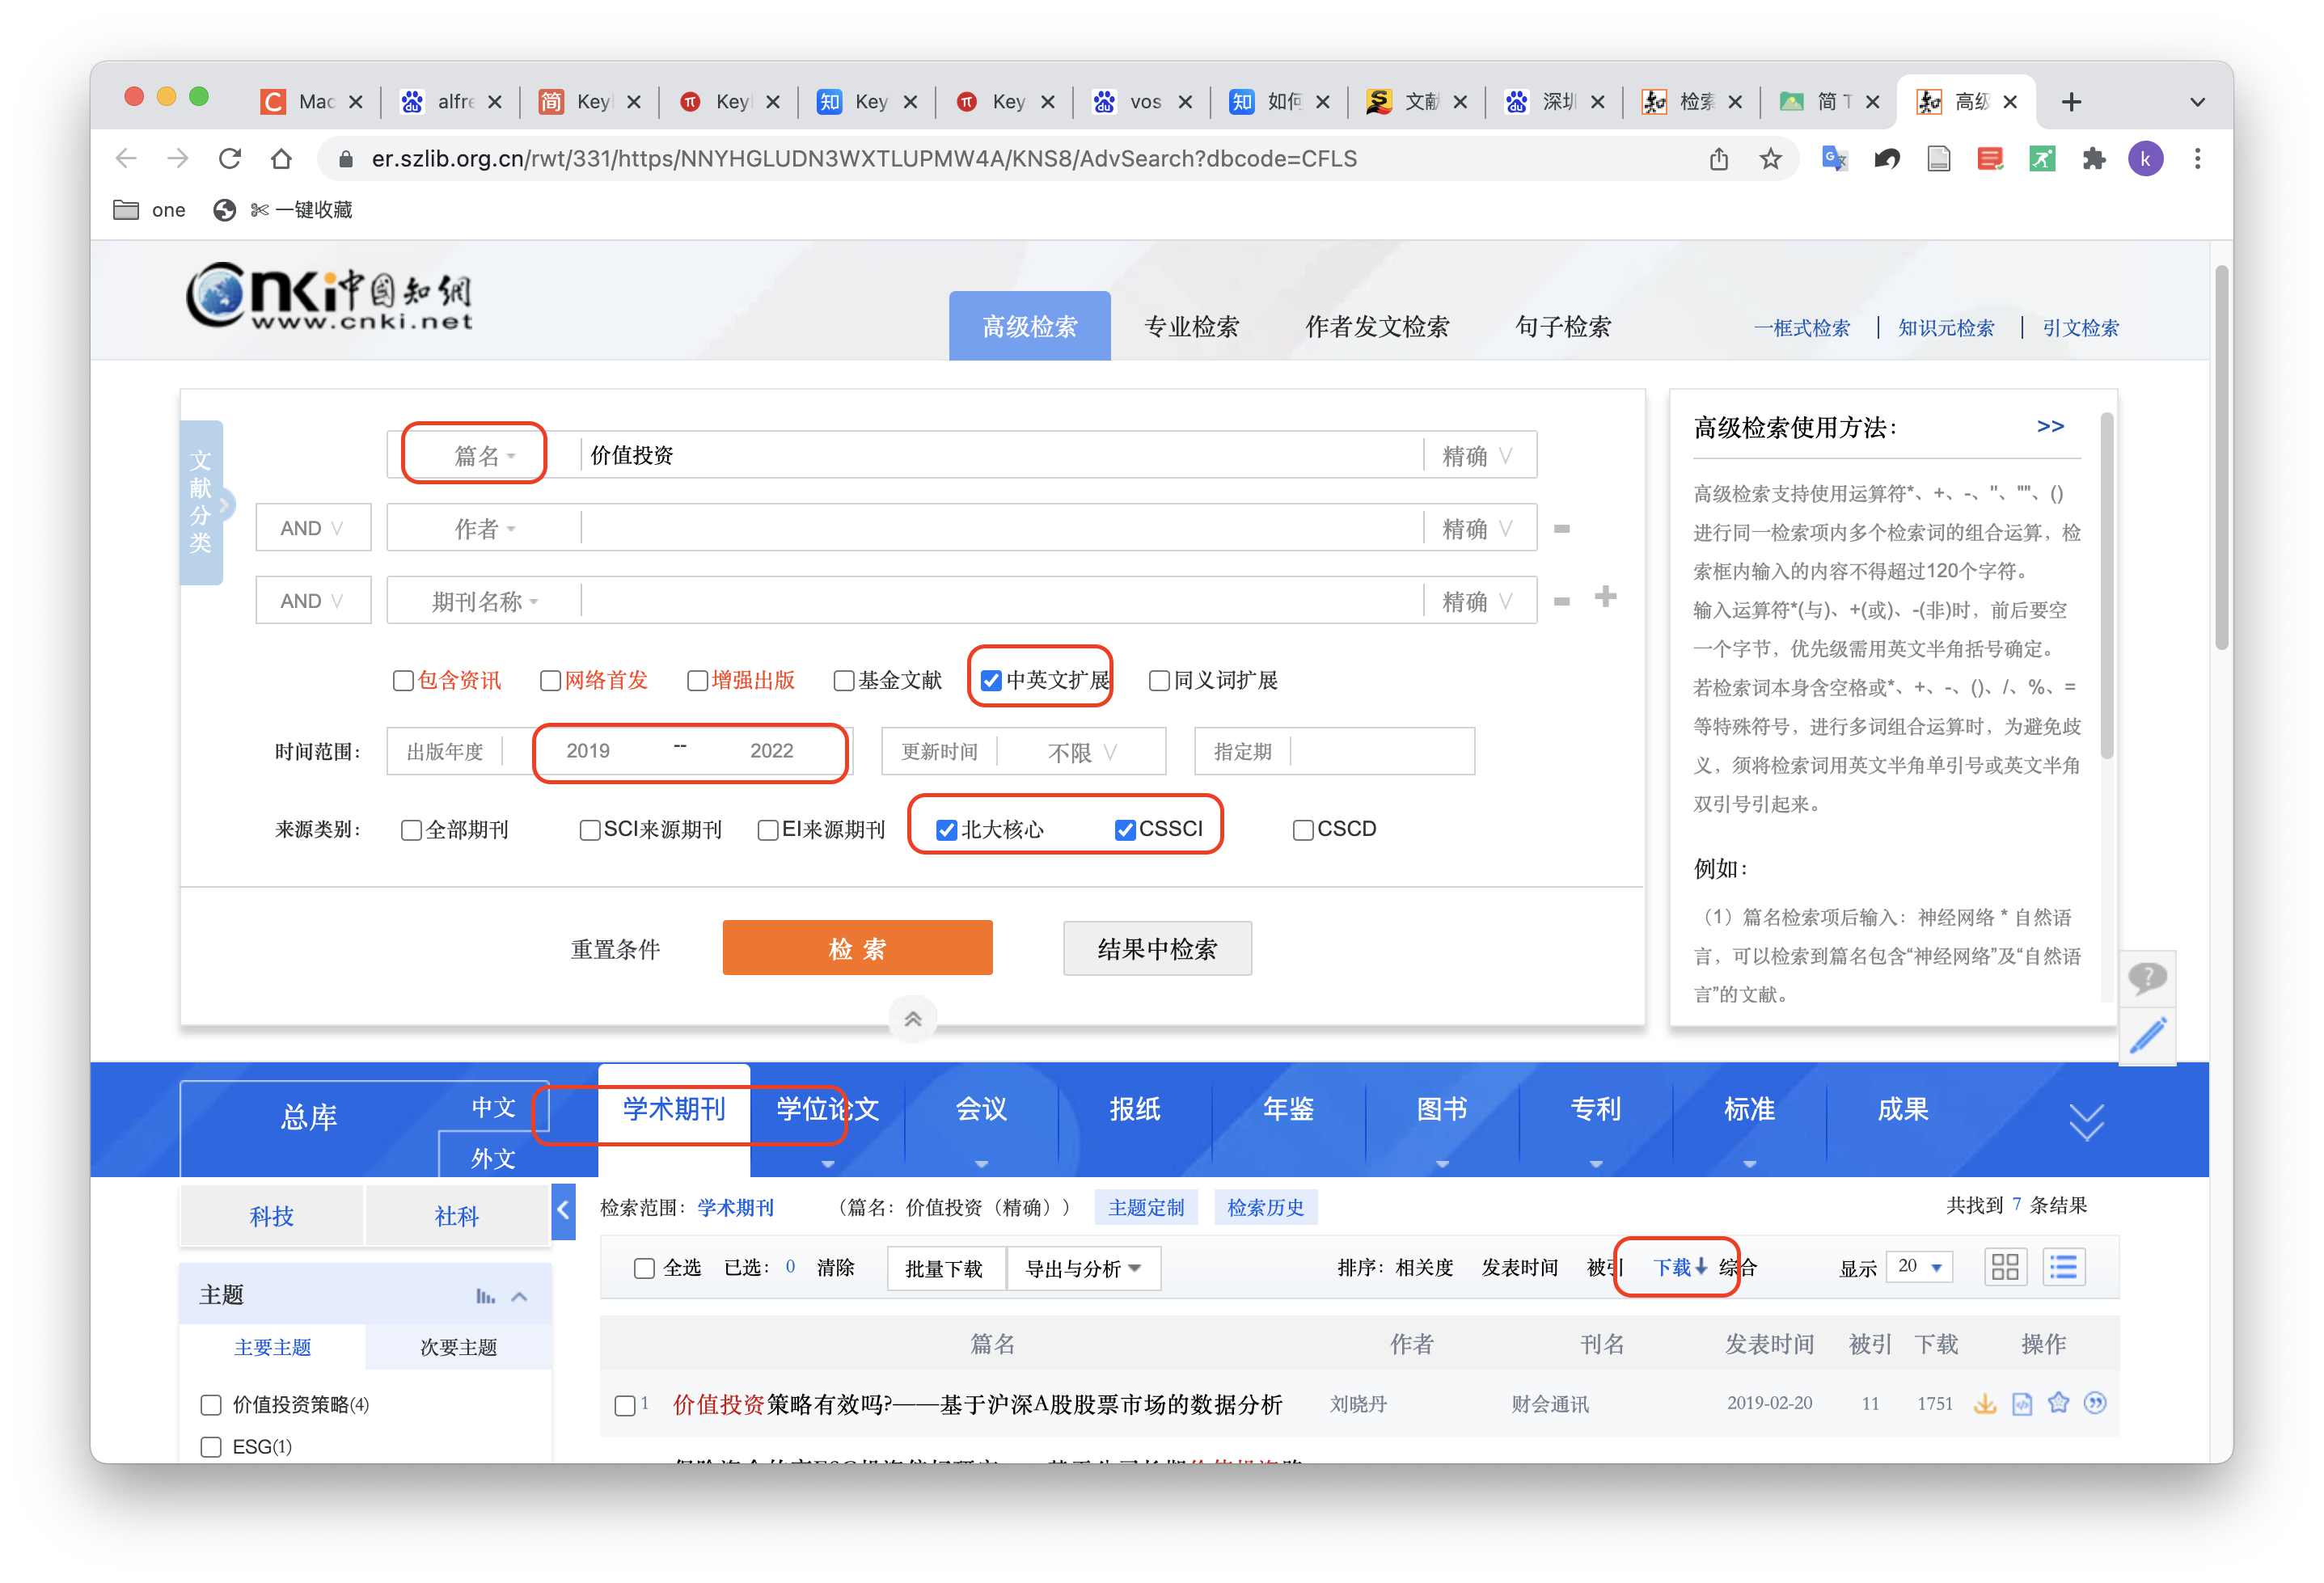 Mac
alfre
Key
Key
Key
Key
vos
如何
文献
深圳
检索
简 T
高级
er.szlib.org.cn/rwt/331/https/NNYHGLUDN3WXTLUPMW4A/KNS8/AdvSearch?dbcode=CFLS
k
one
一键收藏
Cnki中国知網
www.cnki.net
高级检索 专业检索 作者发文检索 句子检索 一框式检索 知识元检索 引文检索
文献分类
篇名 价值投资 精确
AND 作者 精确
AND 期刊名称 精确
包含资讯 网络首发 增强出版 基金文献 中英文扩展 同义词扩展
时间范围: 出版年度 2019 -- 2022 更新时间 不限 指定期
来源类别: 全部期刊 SCI来源期刊 EI来源期刊 北大核心 CSSCI CSCD
重置条件 检 索 结果中检索
高级检索使用方法: >>
高级检索支持使用运算符*、+、-、''、""、()
进行同一检索项内多个检索词的组合运算，检
索框内输入的内容不得超过120个字符。
输入运算符*(与)、+(或)、-(非)时，前后要空
一个字节，优先级需用英文半角括号确定。
若检索词本身含空格或*、+、-、()、/、%、=
等特殊符号，进行多词组合运算时，为避免歧
义，须将检索词用英文半角单引号或英文半角
双引号引起来。
例如：
（1）篇名检索项后输入：神经网络 * 自然语
言，可以检索到篇名包含“神经网络”及“自然语
言”的文献。
总库 中文 外文 学术期刊 学位论文 会议 报纸 年鉴 图书 专利 标准 成果
科技 社科
检索范围：学术期刊 （篇名：价值投资（精确）） 主题定制 检索历史 共找到 7 条结果
全选 已选：0 清除 批量下载 导出与分析 排序：相关度 发表时间 被引 下载 综合 显示 20
主题
主要主题 次要主题
价值投资策略(4)
ESG(1)
篇名 作者 刊名 发表时间 被引 下载 操作
1 价值投资策略有效吗?——基于沪深A股股票市场的数据分析 刘晓丹 财会通讯 2019-02-20 11 1751